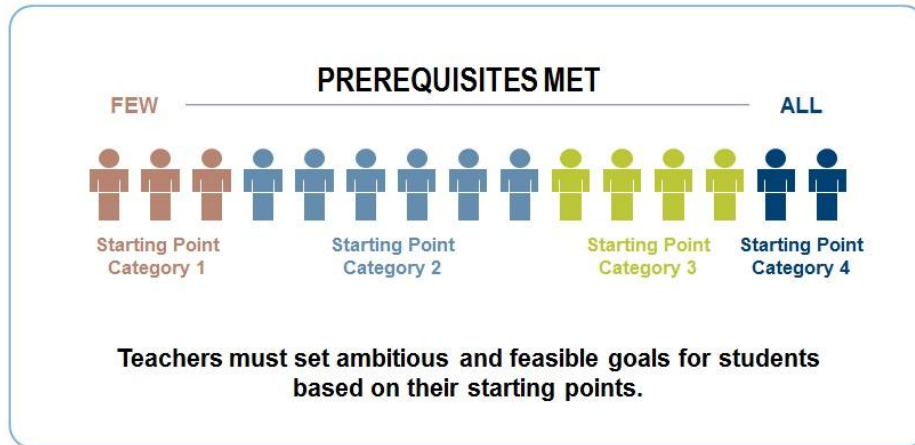 PREREQUISITES MET
FEW ALL
Starting Point Starting Point Starting Point Starting Point
Category 1 Category 2 Category 3 Category 4
Teachers must set ambitious and feasible goals for students
based on their starting points.